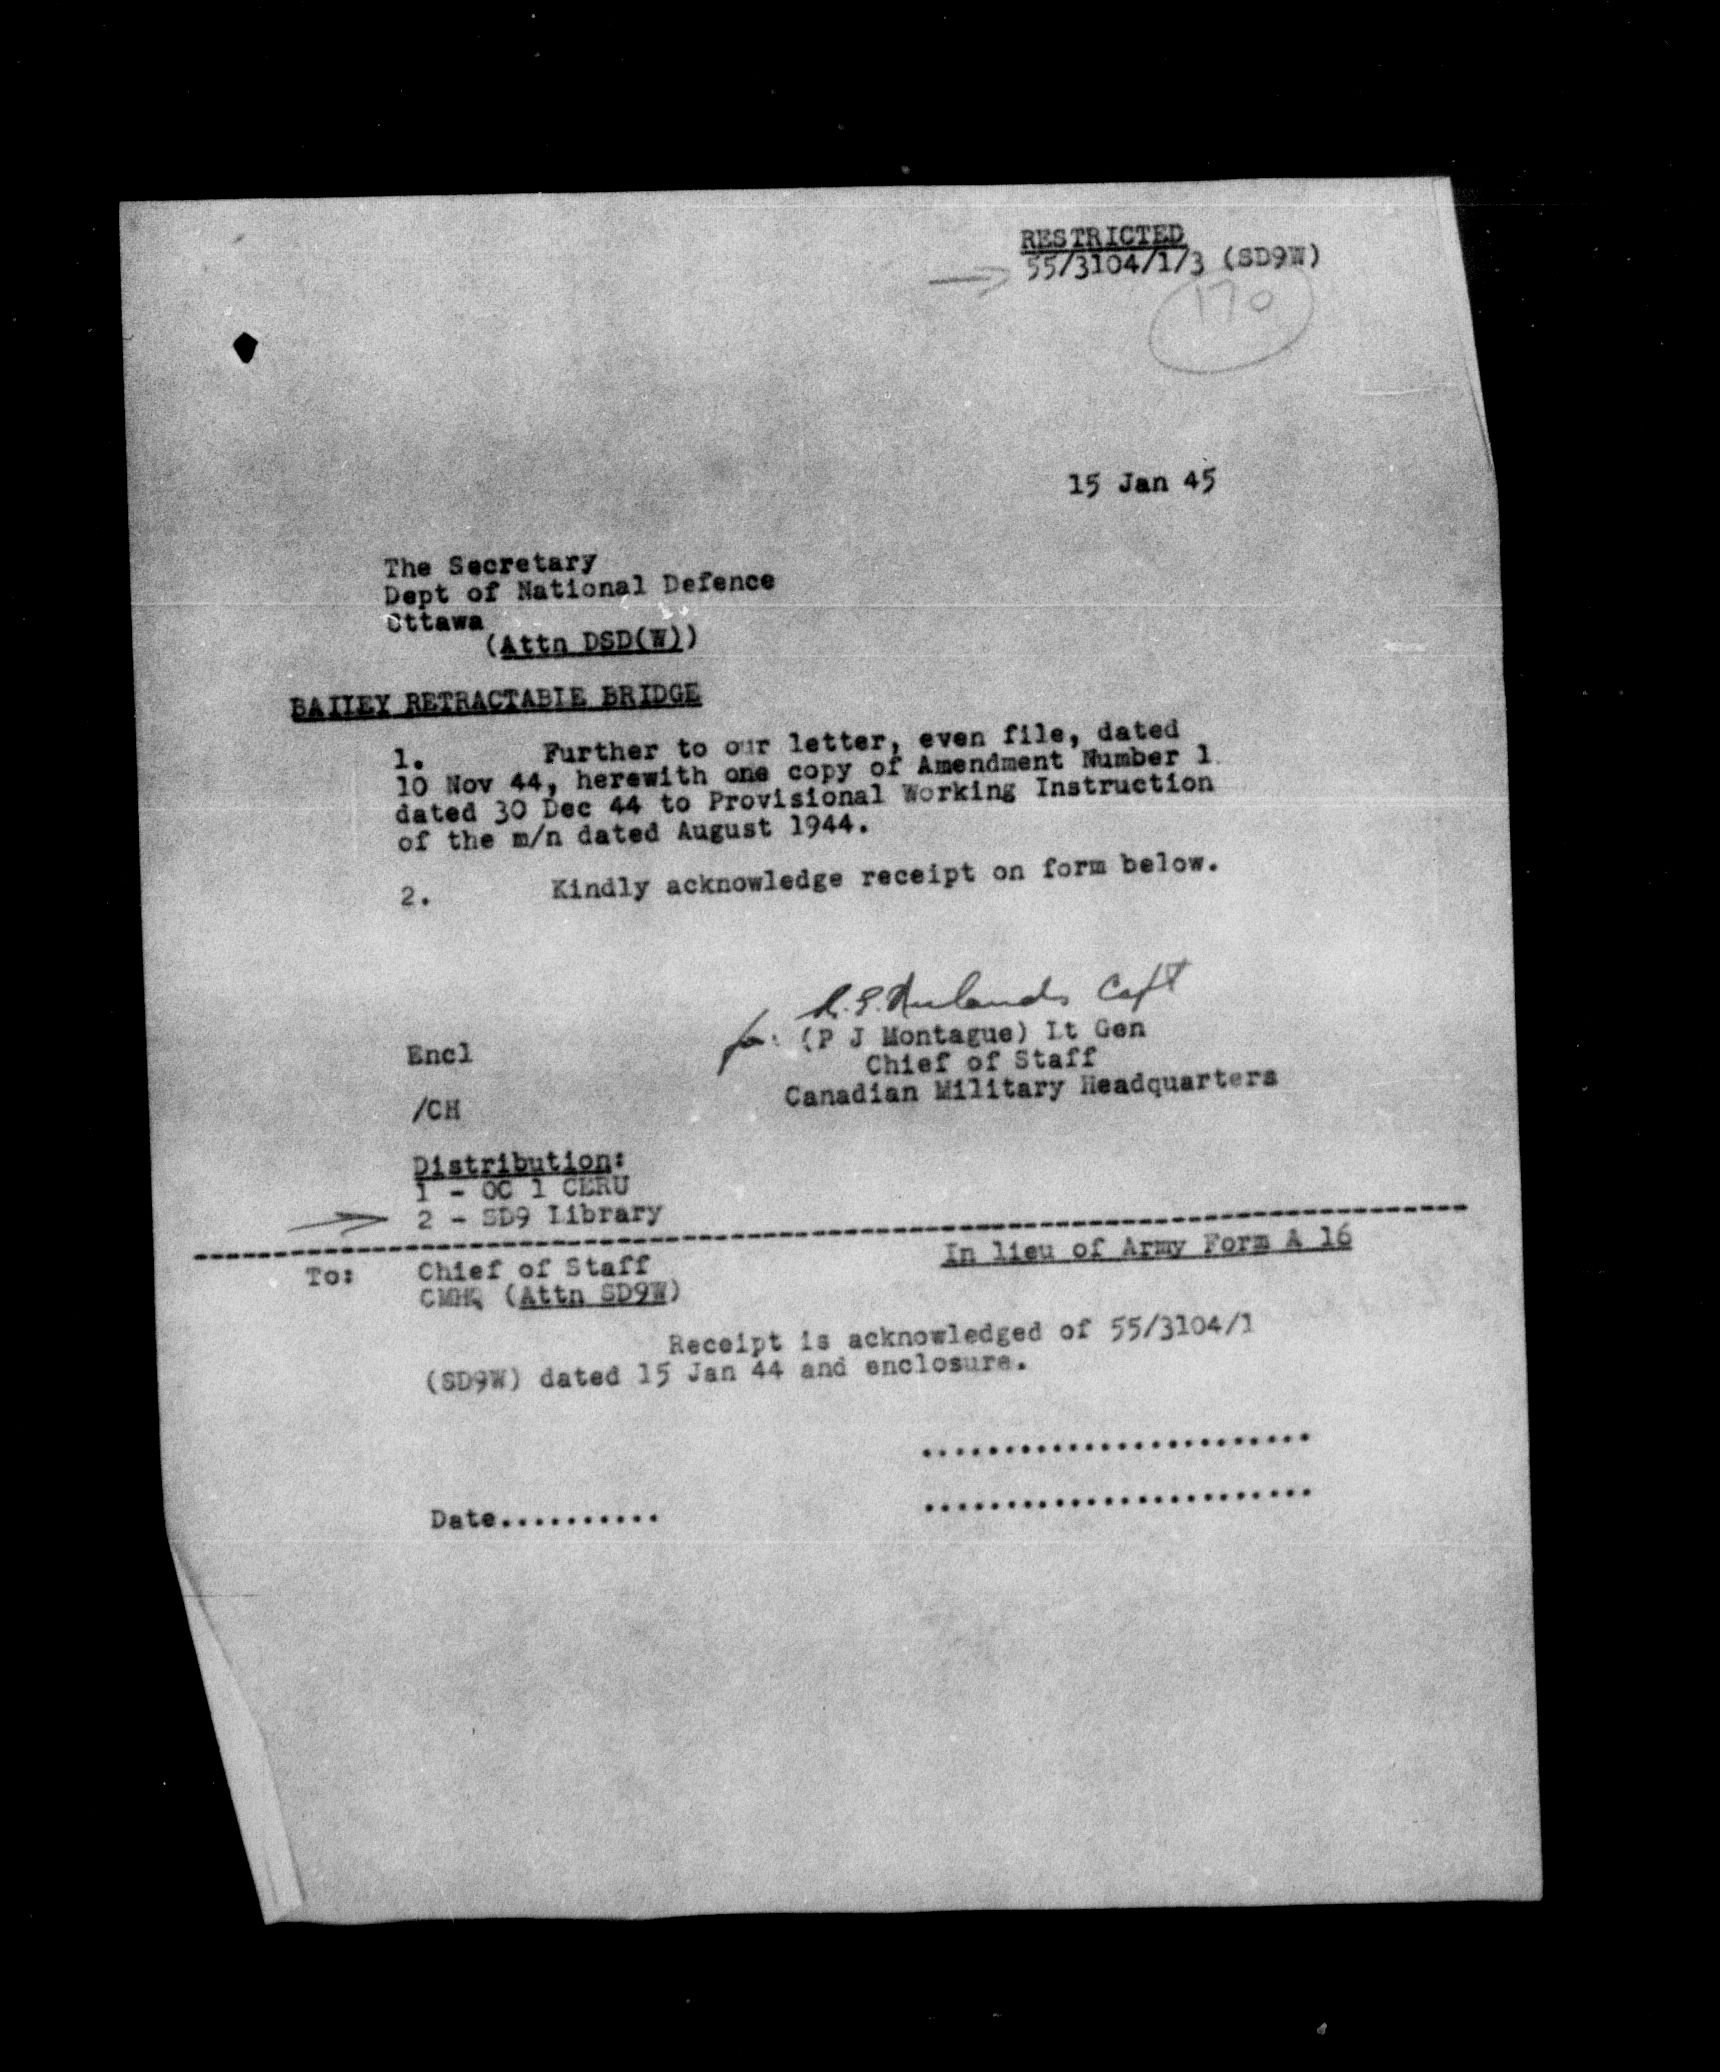 RESTRICTED
55/3104/1/3 (SD9W)
170
15 Jan 45
The Secretary
Dept of National Defence
Ottawa
(Attn DSD(W))
BAILEY RETRACTABLE BRIDGE
1. Further to our letter, even file, dated
10 Nov 44, herewith one copy of Amendment Number 1
dated 30 Dec 44 to Provisional Working Instruction
of the m/n dated August 1944.
2. Kindly acknowledge receipt on form below.
Capt
for: (P J Montague) Lt Gen
Chief of Staff
Canadian Military Headquarters
Encl
/CH
Distribution:
1 - OC 1 CERU
2 - SD9 Library
In lieu of Army Form A 16
To: Chief of Staff
CMHQ (Attn SD9W)
Receipt is acknowledged of 55/3104/1
(SD9W) dated 15 Jan 44 and enclosure.
........................
Date.......... ........................